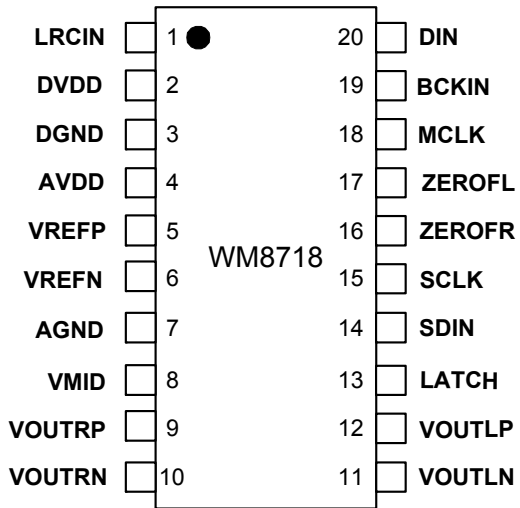 LRCIN 1 20 DIN
DVDD 2 19 BCKIN
DGND 3 18 MCLK
AVDD 4 17 ZEROFL
VREFP 5 16 ZEROFR
WM8718
VREFN 6 15 SCLK
AGND 7 14 SDIN
VMID 8 13 LATCH
VOUTRP 9 12 VOUTLP
VOUTRN 10 11 VOUTLN